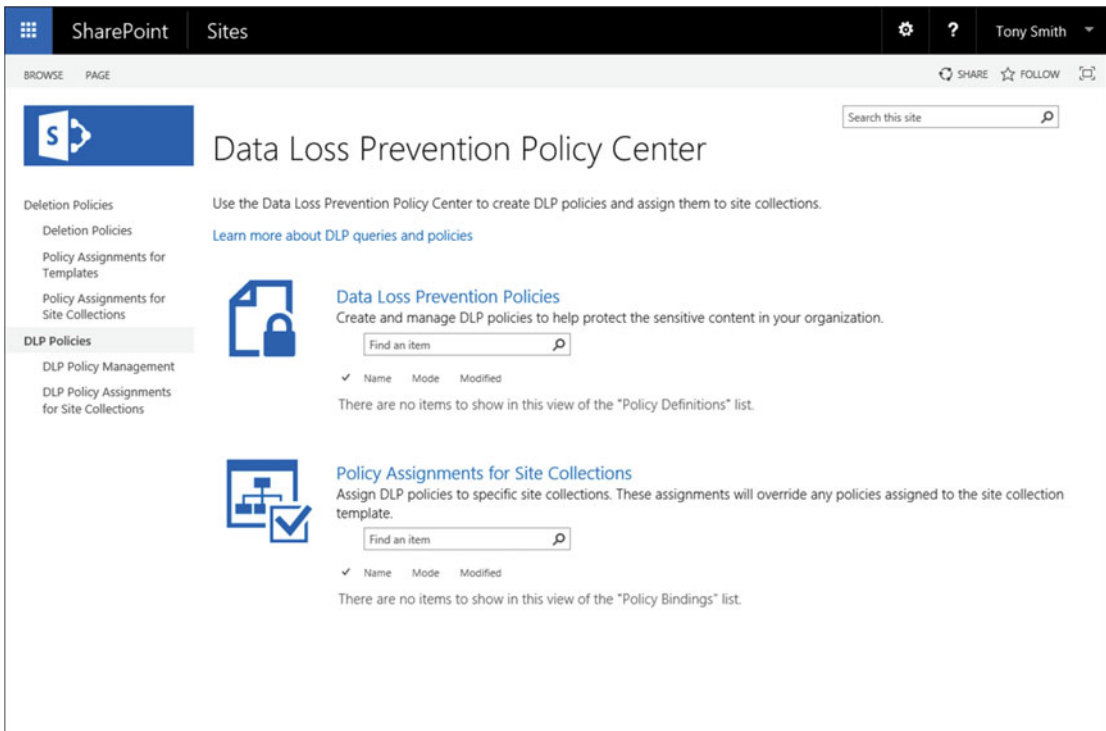 SharePoint Sites ? Tony Smith
BROWSE PAGE SHARE FOLLOW
S
Search this site
Data Loss Prevention Policy Center
Deletion Policies
Deletion Policies
Policy Assignments for
Templates
Policy Assignments for
Site Collections
DLP Policies
DLP Policy Management
DLP Policy Assignments
for Site Collections
Use the Data Loss Prevention Policy Center to create DLP policies and assign them to site collections.
Learn more about DLP queries and policies
Data Loss Prevention Policies
Create and manage DLP policies to help protect the sensitive content in your organization.
Find an item
Name Mode Modified
There are no items to show in this view of the "Policy Definitions" list.
Policy Assignments for Site Collections
Assign DLP policies to specific site collections. These assignments will override any policies assigned to the site collection
template.
Find an item
Name Mode Modified
There are no items to show in this view of the "Policy Bindings" list.